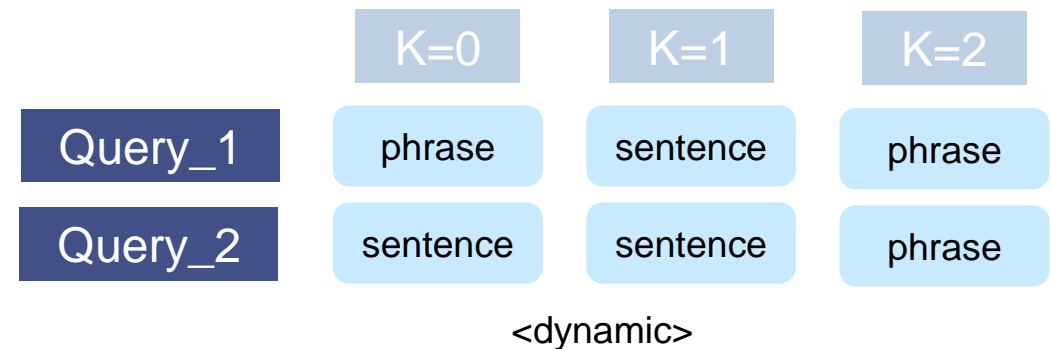 K=0 K=1 K=2
Query_1 phrase sentence phrase
Query_2 sentence sentence phrase
<dynamic>